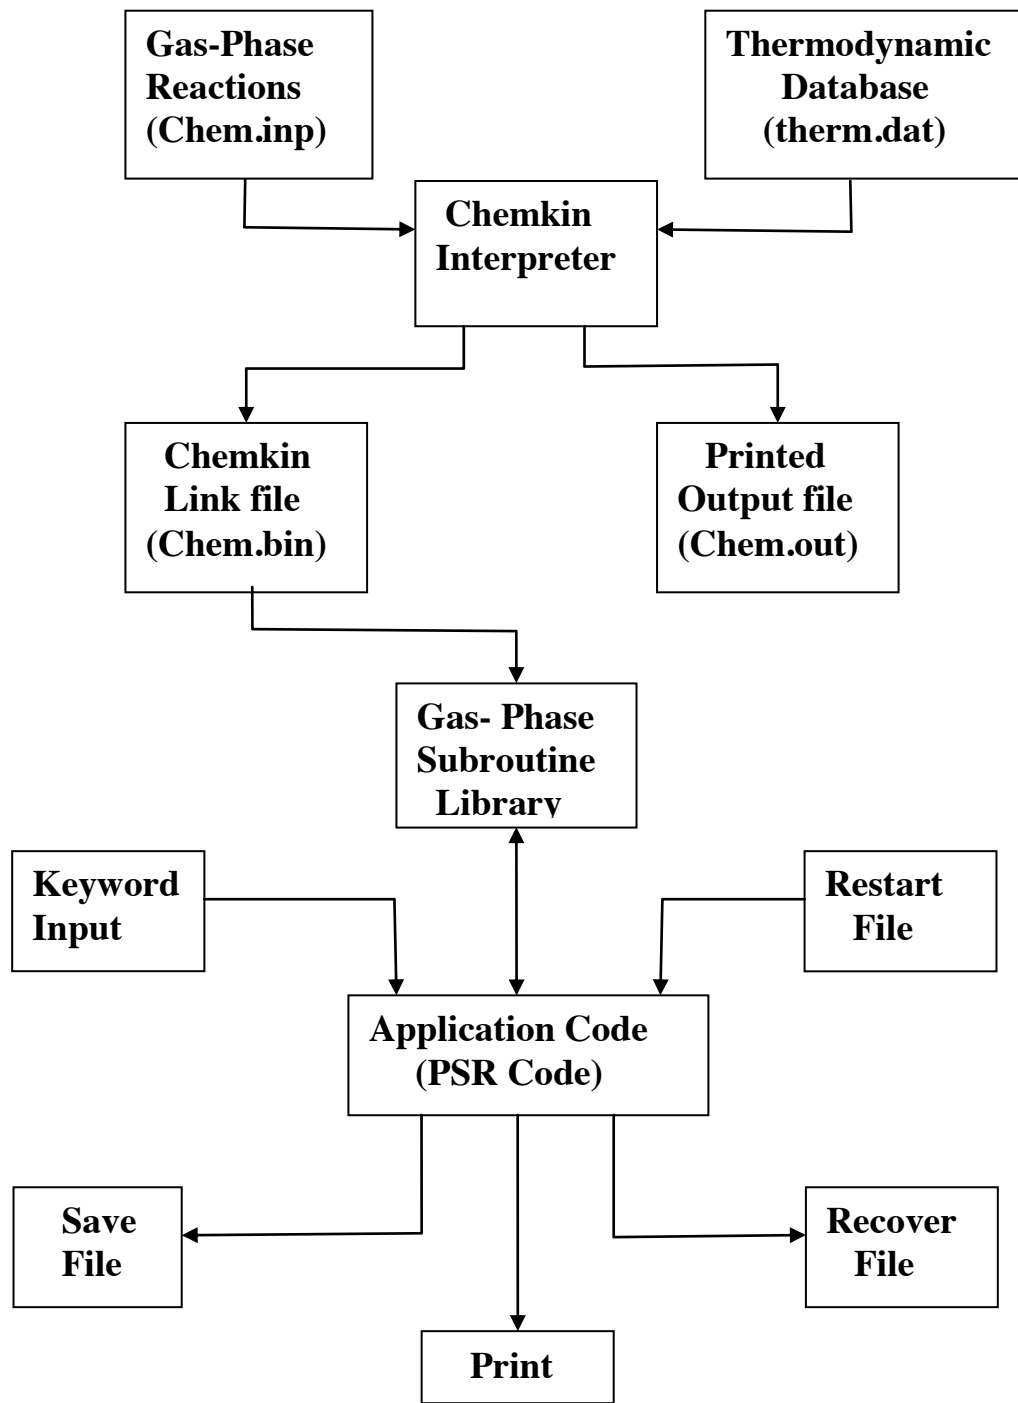 Gas-Phase
Reactions
(Chem.inp)
Thermodynamic
Database
(therm.dat)
Chemkin
Interpreter
Chemkin
Link file
(Chem.bin)
Printed
Output file
(Chem.out)
Gas- Phase
Subroutine
Library
Keyword
Input
Restart
File
Application Code
(PSR Code)
Save
File
Recover
File
Print